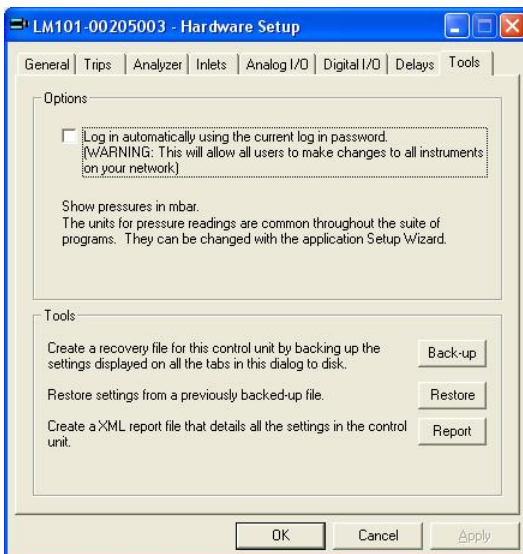 LM101-00205003 - Hardware Setup
General Trips Analyzer Inlets Analog I/O Digital I/O Delays Tools
Options
Log in automatically using the current log in password.
(WARNING: This will allow all users to make changes to all instruments
on your network)
Show pressures in mbar.
The units for pressure readings are common throughout the suite of
programs. They can be changed with the application Setup Wizard.
Tools
Create a recovery file for this control unit by backing up the
settings displayed on all the tabs in this dialog to disk.
Back-up
Restore settings from a previously backed-up file.
Restore
Create a XML report file that details all the settings in the control
unit.
Report
OK Cancel Apply